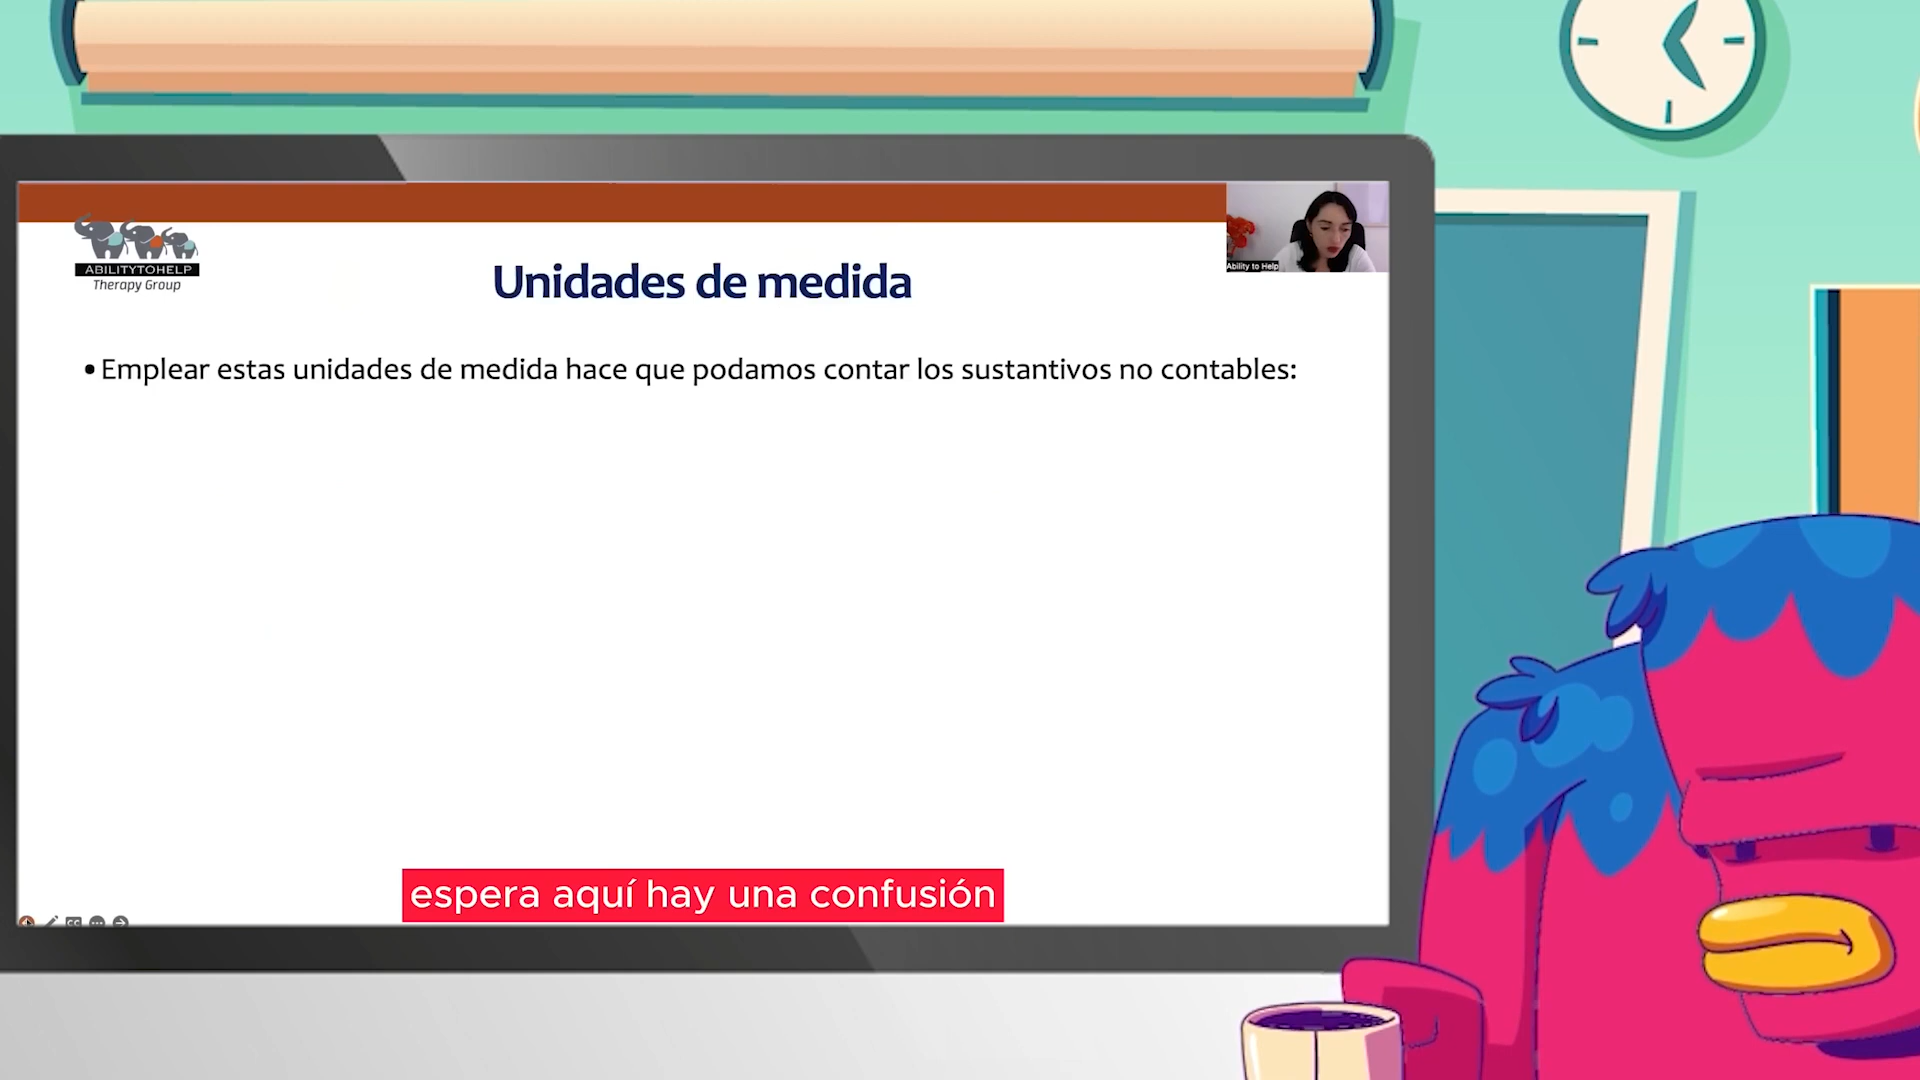 Ability to Help
ABILITYTOHELP
Therapy Group
Unidades de medida
• Emplear estas unidades de medida hace que podamos contar los sustantivos no contables:
espera aquí hay una confusión